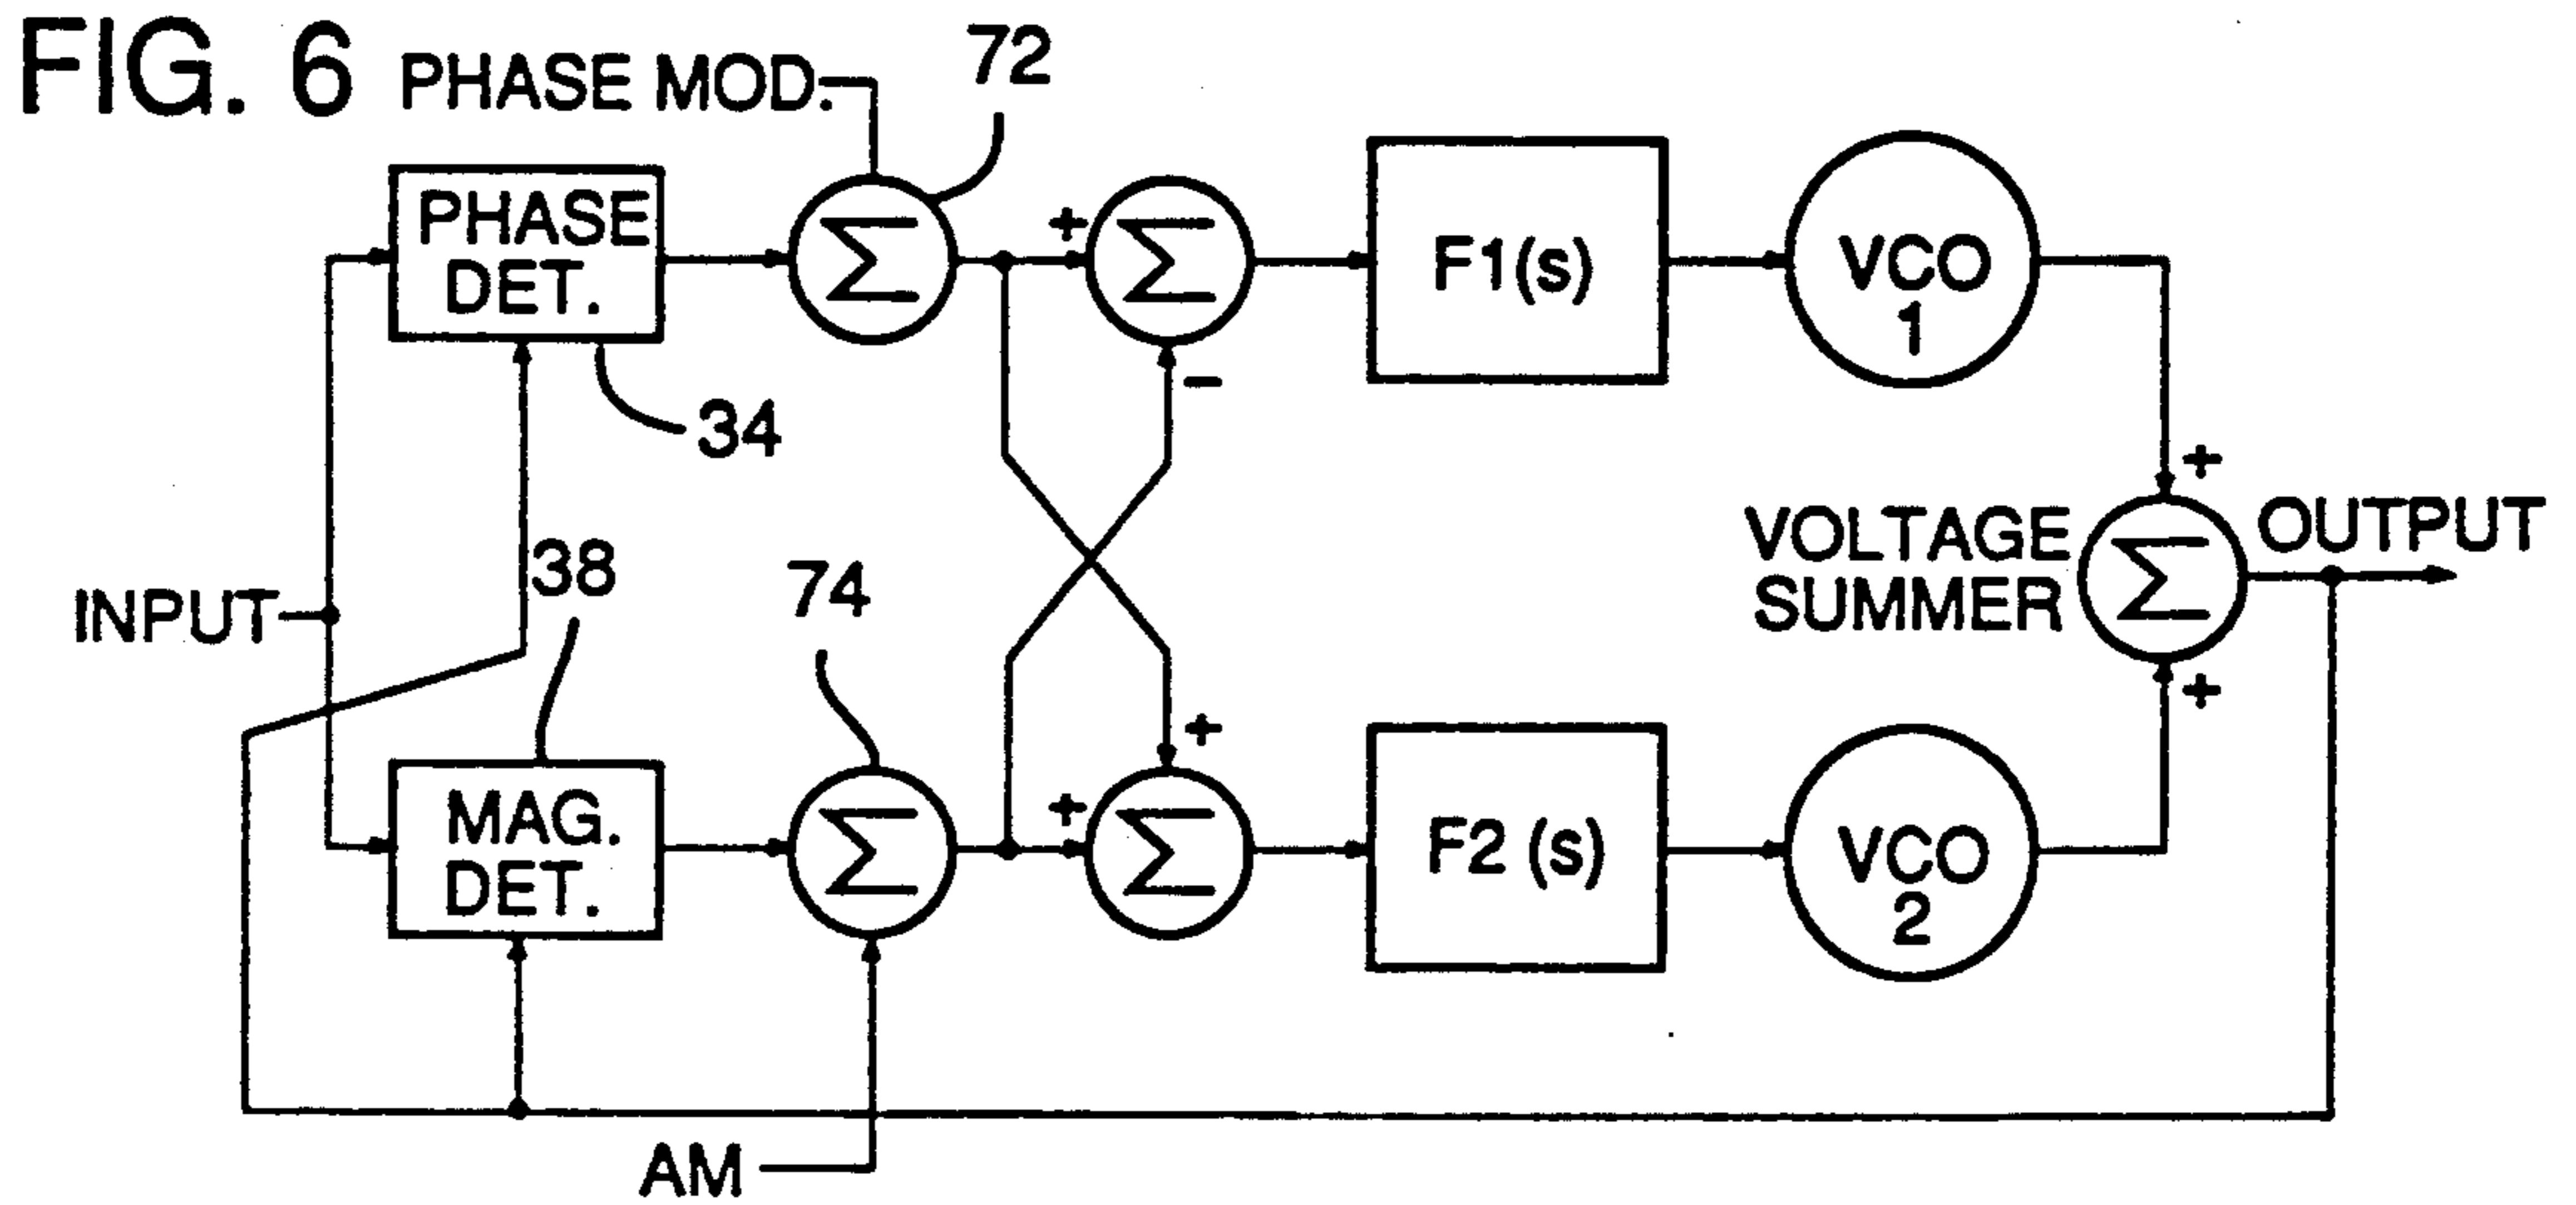 FIG. 6
PHASE MOD.
72
PHASE
DET.
Σ
+
Σ
F1(s)
VCO
1
−
34
+
38
74
VOLTAGE
SUMMER
Σ
OUTPUT
INPUT
+
+
MAG.
DET.
Σ
+
Σ
F2 (s)
VCO
2
AM